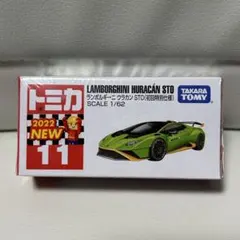 トミカ
2022
NEW
11
LAMBORGHINI HURACÁN STO
ランボルギーニ ウラカン STO(初回特別仕様)
SCALE 1/62
TAKARA
TOMY